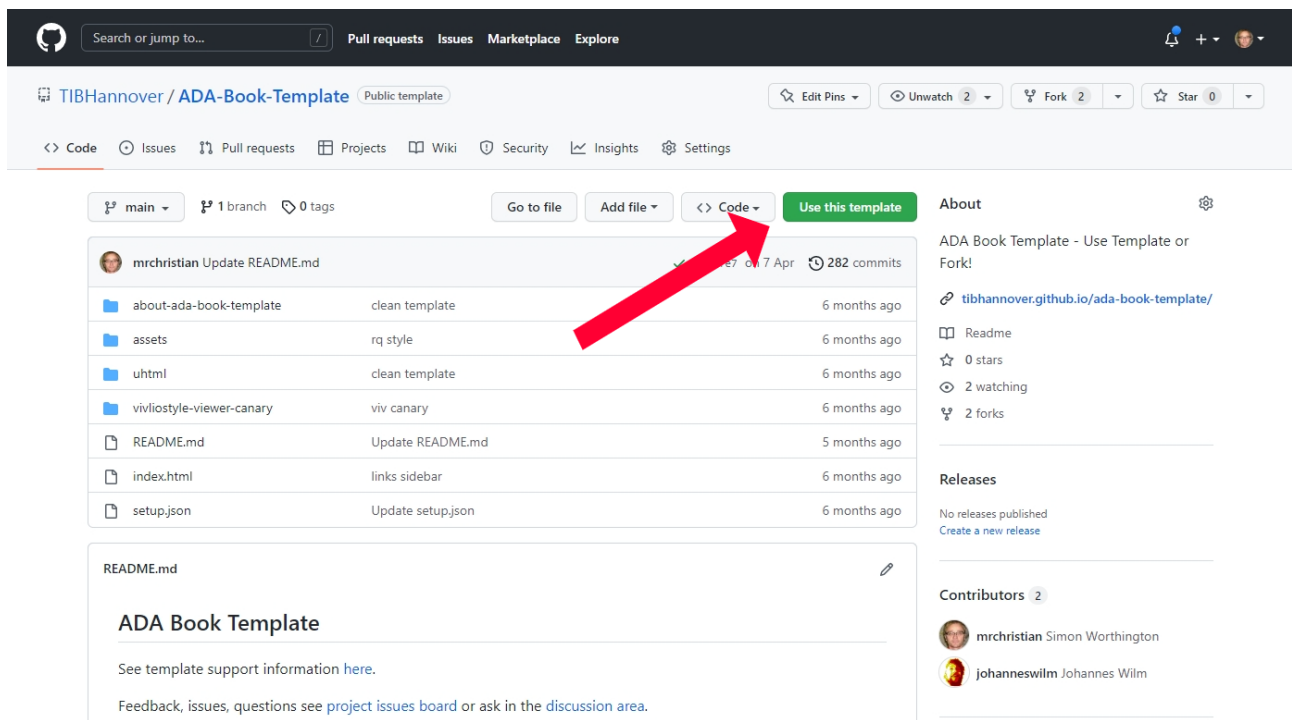 Search or jump to... /
Pull requests Issues Marketplace Explore
TIBHannover / ADA-Book-Template Public template
Edit Pins Unwatch 2 Fork 2 Star 0
Code Issues Pull requests Projects Wiki Security Insights Settings
main 1 branch 0 tags Go to file Add file Code Use this template
mrchristian Update README.md on 7 Apr 282 commits
about-ada-book-template clean template 6 months ago
assets rq style 6 months ago
uhtml clean template 6 months ago
vivliostyle-viewer-canary viv canary 6 months ago
README.md Update README.md 5 months ago
index.html links sidebar 6 months ago
setup.json Update setup.json 6 months ago
README.md
ADA Book Template
See template support information here.
Feedback, issues, questions see project issues board or ask in the discussion area.
About
ADA Book Template - Use Template or
Fork!
tibhannover.github.io/ada-book-template/
Readme
0 stars
2 watching
2 forks
Releases
No releases published
Create a new release
Contributors 2
mrchristian Simon Worthington
johanneswilm Johannes Wilm